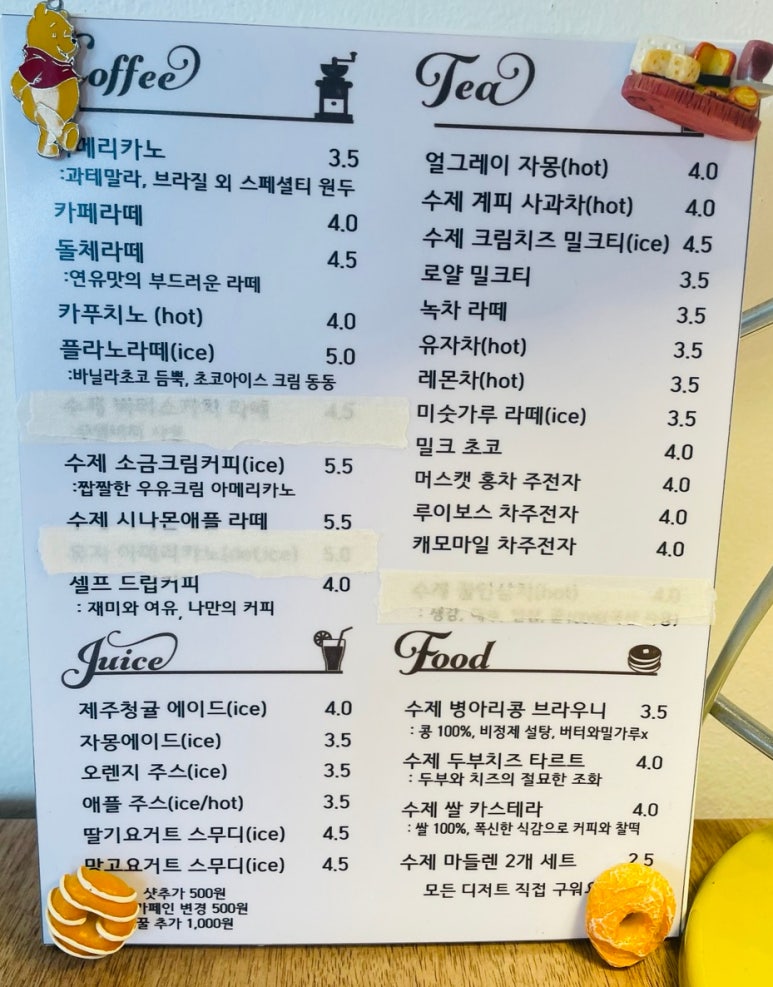 Coffee
아메리카노 3.5
:과테말라, 브라질 외 스페셜티 원두
카페라떼 4.0
돌체라떼 4.5
:연유맛의 부드러운 라떼
카푸치노 (hot) 4.0
플라노라떼(ice) 5.0
:바닐라초코 듬뿍, 초코아이스 크림 동동
수제 라떼 4.5
수제 소금크림커피(ice) 5.5
:짭짤한 우유크림 아메리카노
수제 시나몬애플 라떼 5.5
유자 아메리카노 5.0
셀프 드립커피 4.0
: 재미와 여유, 나만의 커피
Tea
얼그레이 자몽(hot) 4.0
수제 계피 사과차(hot) 4.0
수제 크림치즈 밀크티(ice) 4.5
로얄 밀크티 3.5
녹차 라떼 3.5
유자차(hot) 3.5
레몬차(hot) 3.5
미숫가루 라떼(ice) 3.5
밀크 초코 4.0
머스캣 홍차 주전자 4.0
루이보스 차주전자 4.0
캐모마일 차주전자 4.0
수제 (hot) 4.0
: 생강,
Juice
제주청귤 에이드(ice) 4.0
자몽에이드(ice) 3.5
오렌지 주스(ice) 3.5
애플 주스(ice/hot) 3.5
딸기요거트 스무디(ice) 4.5
망고요거트 스무디(ice) 4.5
샷추가 500원
카페인 변경 500원
꿀 추가 1,000원
Food
수제 병아리콩 브라우니 3.5
: 콩 100%, 비정제 설탕, 버터와밀가루x
수제 두부치즈 타르트 4.0
: 두부와 치즈의 절묘한 조화
수제 쌀 카스테라 4.0
: 쌀 100%, 폭신한 식감으로 커피와 찰떡
수제 마들렌 2개 세트 2.5
모든 디저트 직접 구워요